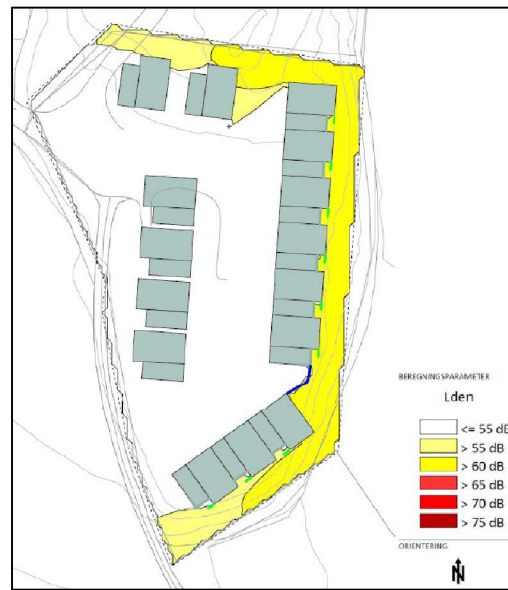 BEREGNINGSPARAMETER
Lden
<= 55 dB
> 55 dB
> 60 dB
> 65 dB
> 70 dB
> 75 dB
ORIENTERING
N